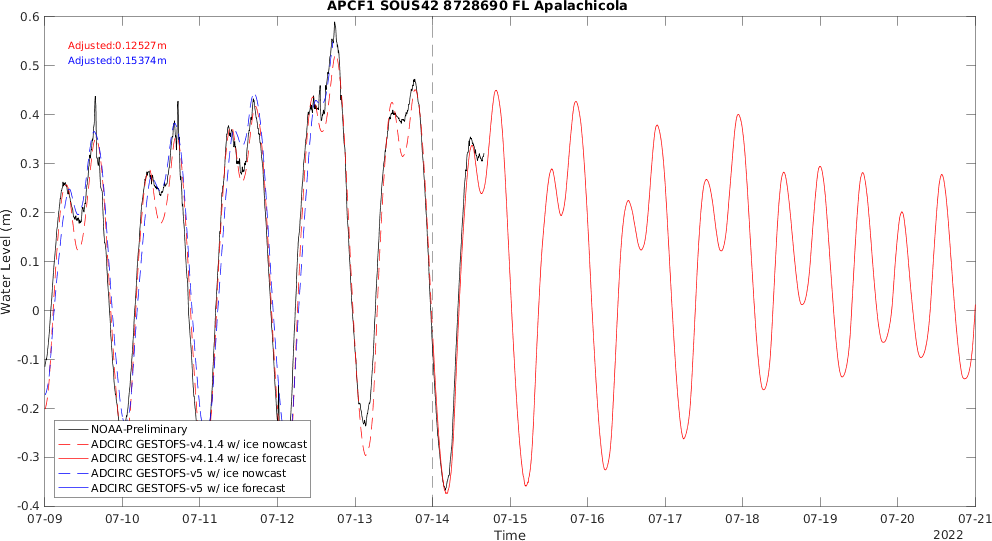 APCF1 SOUS42 8728690 FL Apalachicola
Adjusted:0.12527m
Adjusted:0.15374m
0.6
0.5
0.4
0.3
0.2
0.1
0
-0.1
-0.2
-0.3
-0.4
Water Level (m)
NOAA-Preliminary
ADCIRC GESTOFS-v4.1.4 w/ ice nowcast
ADCIRC GESTOFS-v4.1.4 w/ ice forecast
ADCIRC GESTOFS-v5 w/ ice nowcast
ADCIRC GESTOFS-v5 w/ ice forecast
07-09 07-10 07-11 07-12 07-13 07-14 07-15 07-16 07-17 07-18 07-19 07-20 07-21
Time
2022